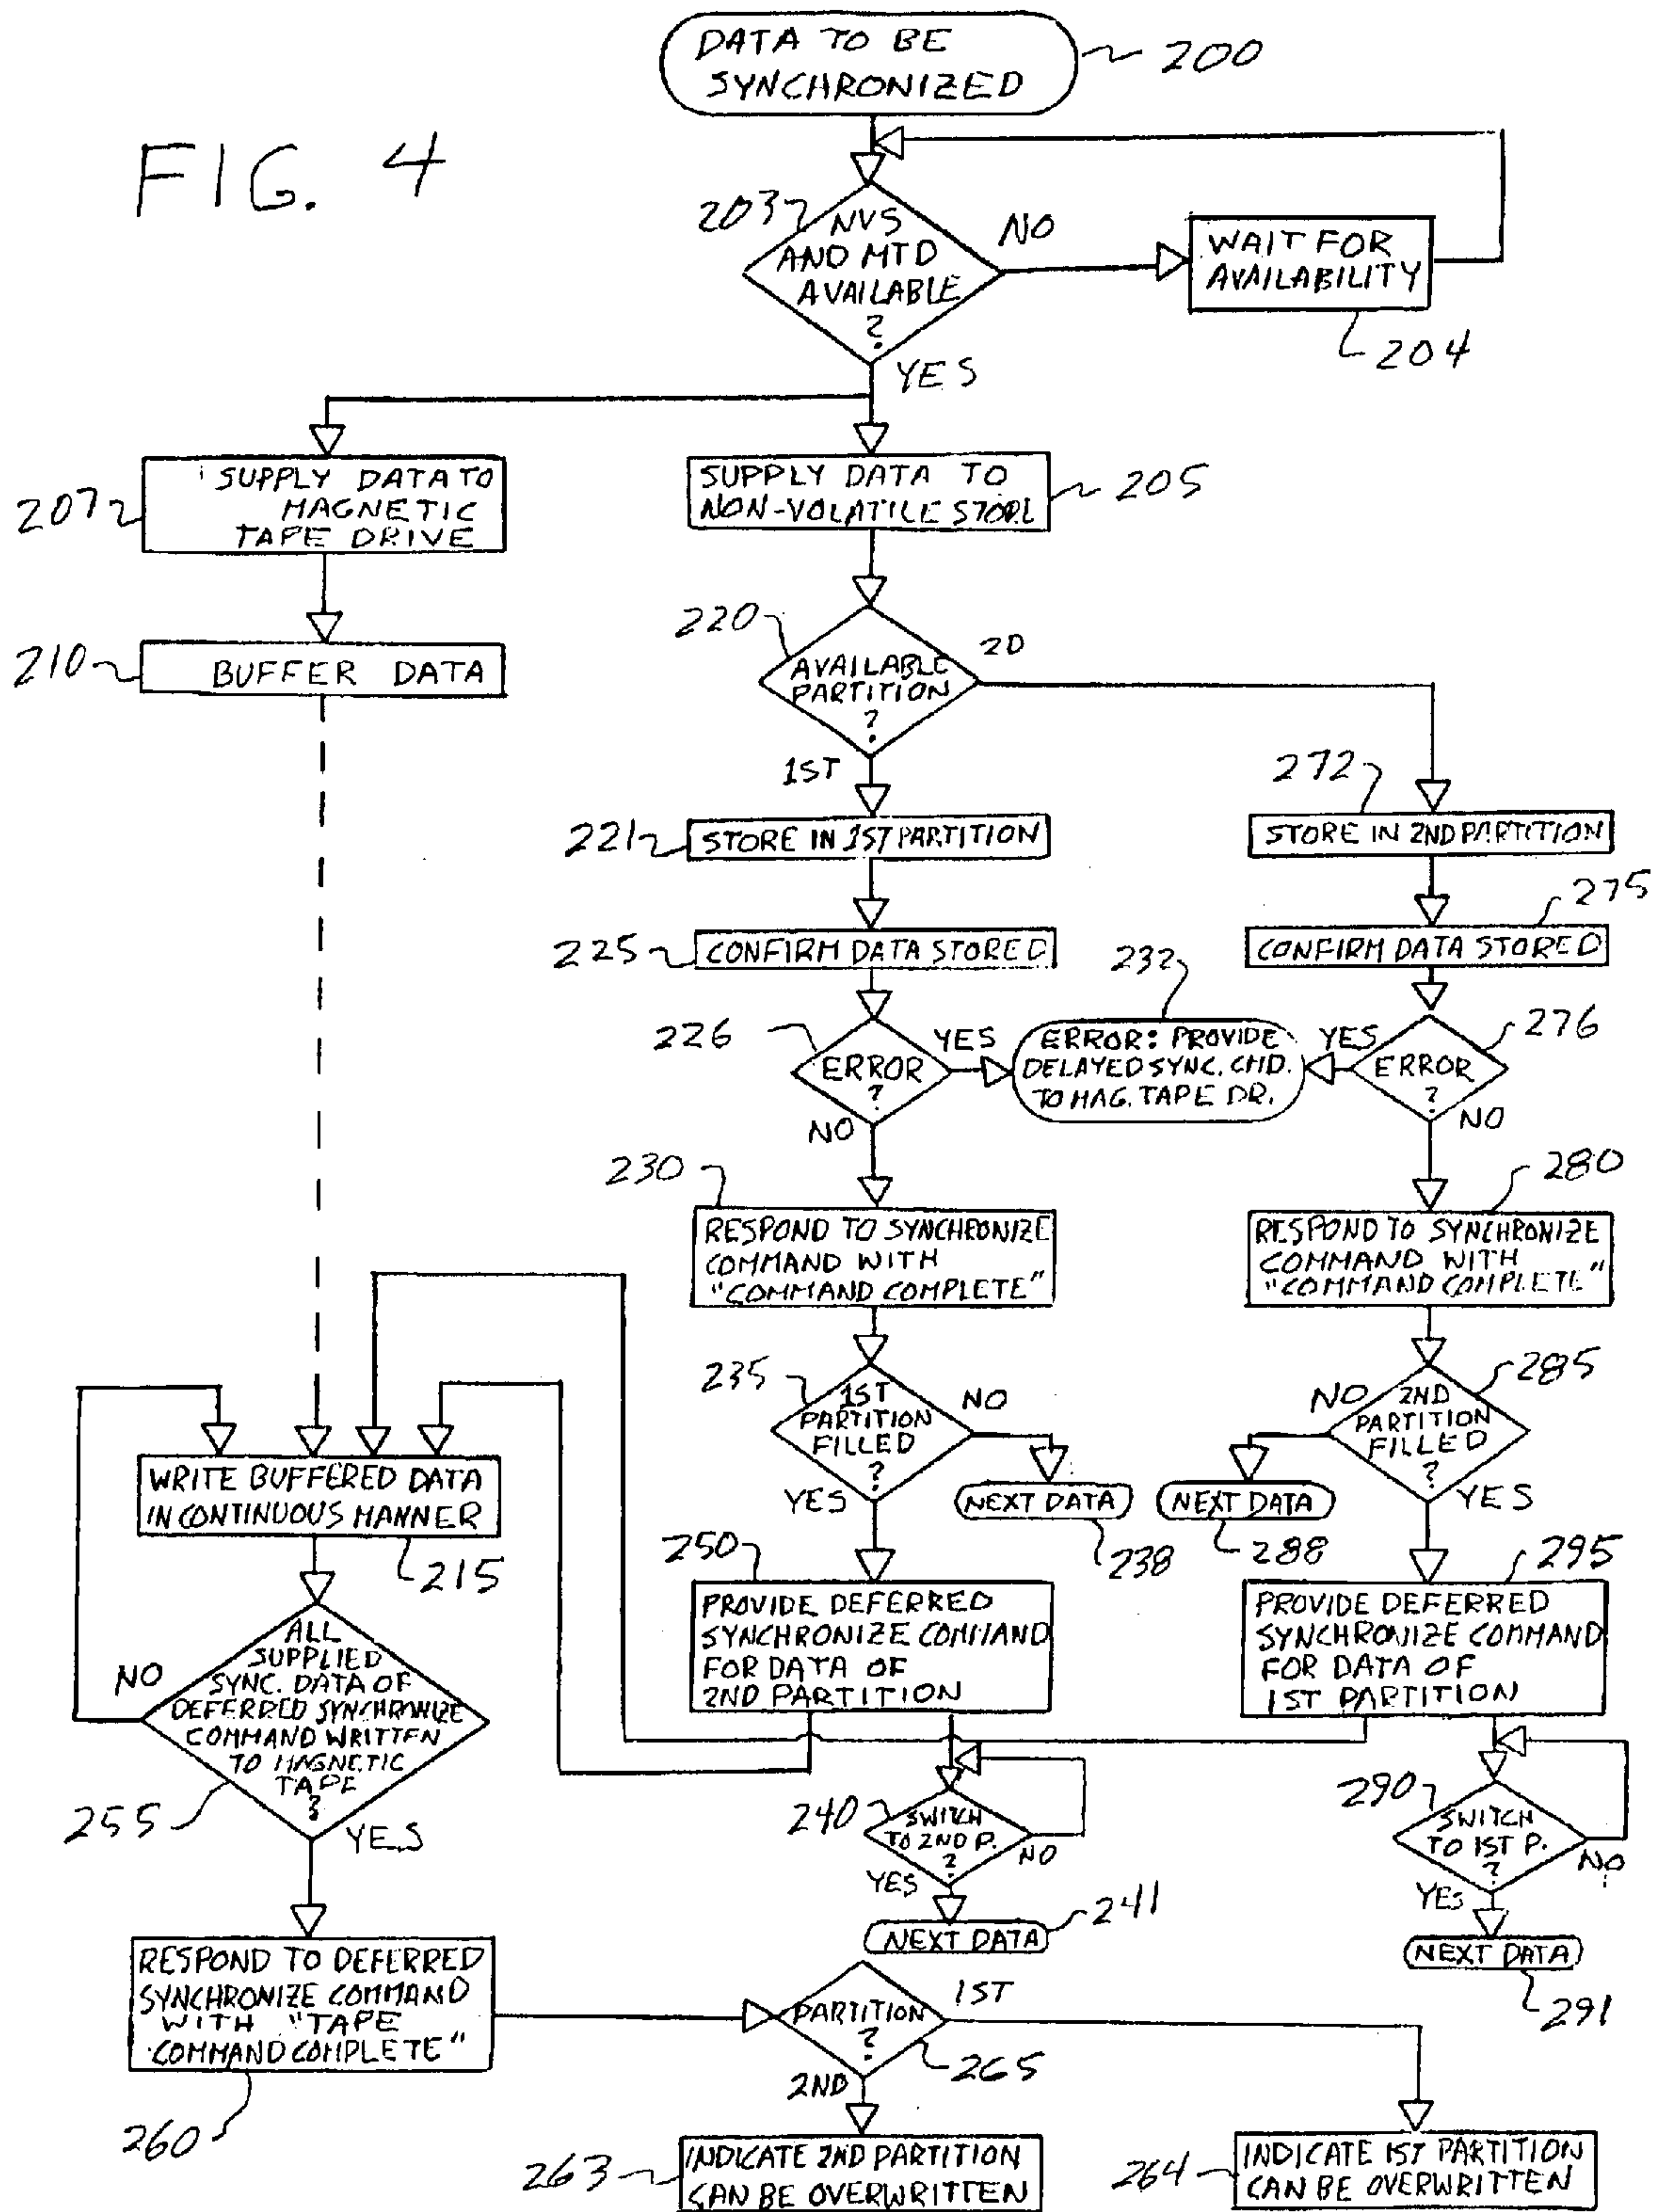 FIG. 4
DATA TO BE
SYNCHRONIZED
200
203
NVS
AND MTD
AVAILABLE
?
NO
WAIT FOR
AVAILABILITY
204
YES
207
SUPPLY DATA TO
MAGNETIC
TAPE DRIVE
SUPPLY DATA TO
NON-VOLATILE STORE
205
210
BUFFER DATA
220
AVAILABLE
PARTITION
?
2D
1ST
221
STORE IN 1ST PARTITION
272
STORE IN 2ND PARTITION
225
CONFIRM DATA STORED
275
CONFIRM DATA STORED
226
ERROR
?
YES
NO
232
ERROR: PROVIDE
DELAYED SYNC. CMD.
TO MAG. TAPE DR.
YES
ERROR
?
276
NO
230
RESPOND TO SYNCHRONIZE
COMMAND WITH
"COMMAND COMPLETE"
280
RESPOND TO SYNCHRONIZE
COMMAND WITH
"COMMAND COMPLETE"
235
1ST
PARTITION
FILLED
?
NO
YES
NEXT DATA
238
285
2ND
PARTITION
FILLED
?
NO
YES
NEXT DATA
288
WRITE BUFFERED DATA
IN CONTINUOUS MANNER
215
250
PROVIDE DEFERRED
SYNCHRONIZE COMMAND
FOR DATA OF
2ND PARTITION
295
PROVIDE DEFERRED
SYNCHRONIZE COMMAND
FOR DATA OF
1ST PARTITION
NO
ALL
SUPPLIED
SYNC. DATA OF
DEFERRED SYNCHRONIZE
COMMAND WRITTEN
TO MAGNETIC
TAPE
?
255
YES
240
SWITCH
TO 2ND P.
?
NO
YES
NEXT DATA
241
290
SWITCH
TO 1ST P.
?
NO
YES
NEXT DATA
291
RESPOND TO DEFERRED
SYNCHRONIZE COMMAND
WITH "TAPE
COMMAND COMPLETE"
260
PARTITION
?
1ST
265
2ND
263
INDICATE 2ND PARTITION
CAN BE OVERWRITTEN
264
INDICATE 1ST PARTITION
CAN BE OVERWRITTEN